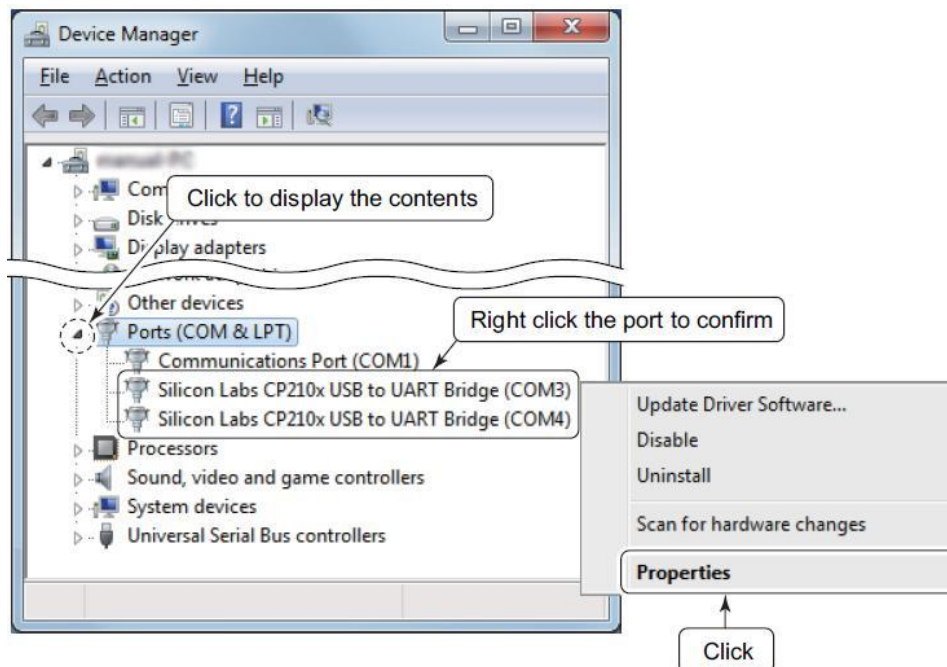 Device Manager
File Action View Help
Com
Click to display the contents
Disk
Display adapters
Other devices
Right click the port to confirm
Ports (COM & LPT)
Communications Port (COM1)
Silicon Labs CP210x USB to UART Bridge (COM3)
Silicon Labs CP210x USB to UART Bridge (COM4)
Update Driver Software...
Disable
Processors
Uninstall
Sound, video and game controllers
System devices
Scan for hardware changes
Universal Serial Bus controllers
Properties
Click